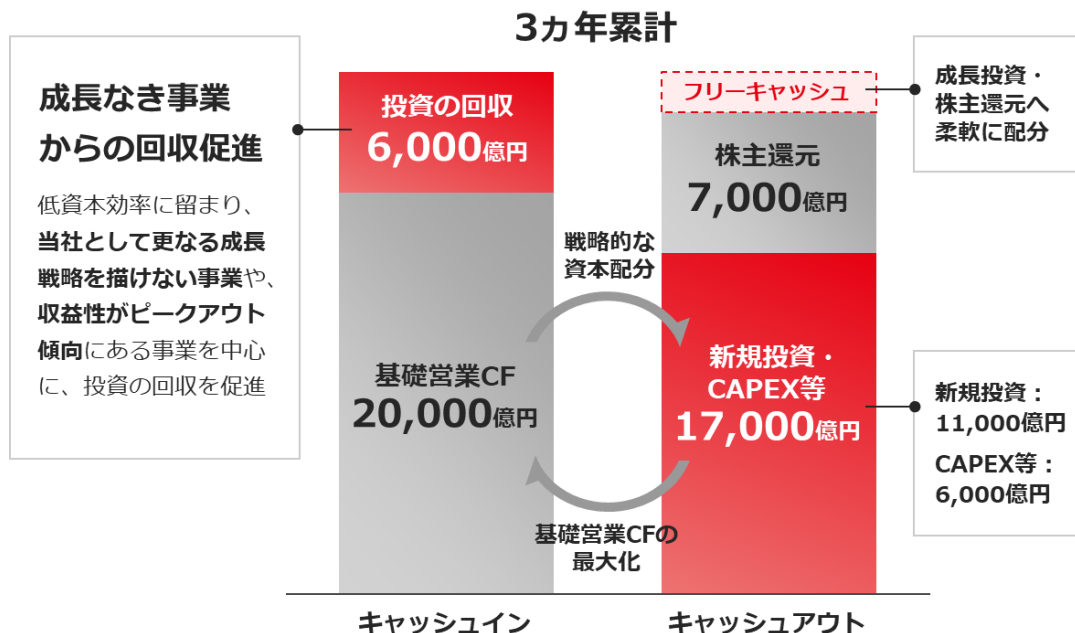 3ヵ年累計
成長なき事業
からの回収促進
低資本効率に留まり、
当社として更なる成長
戦略を描けない事業や、
収益性がピークアウト
傾向にある事業を中心
に、投資の回収を促進
投資の回収
6,000億円
基礎営業CF
20,000億円
キャッシュイン
戦略的な
資本配分
基礎営業CFの
最大化
フリーキャッシュ
株主還元
7,000億円
新規投資・
CAPEX等
17,000億円
キャッシュアウト
成長投資・
株主還元へ
柔軟に配分
新規投資：
11,000億円
CAPEX等：
6,000億円